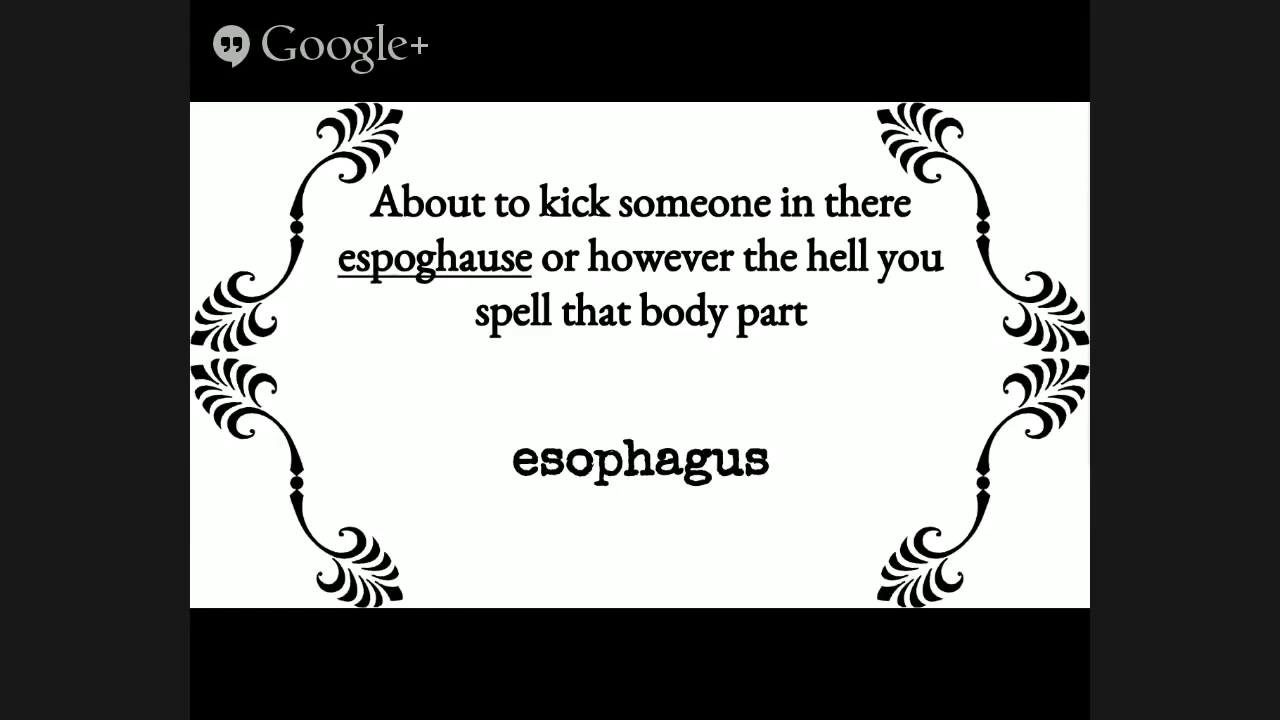 Google+
About to kick someone in there
espoghause or however the hell you
spell that body part
esophagus